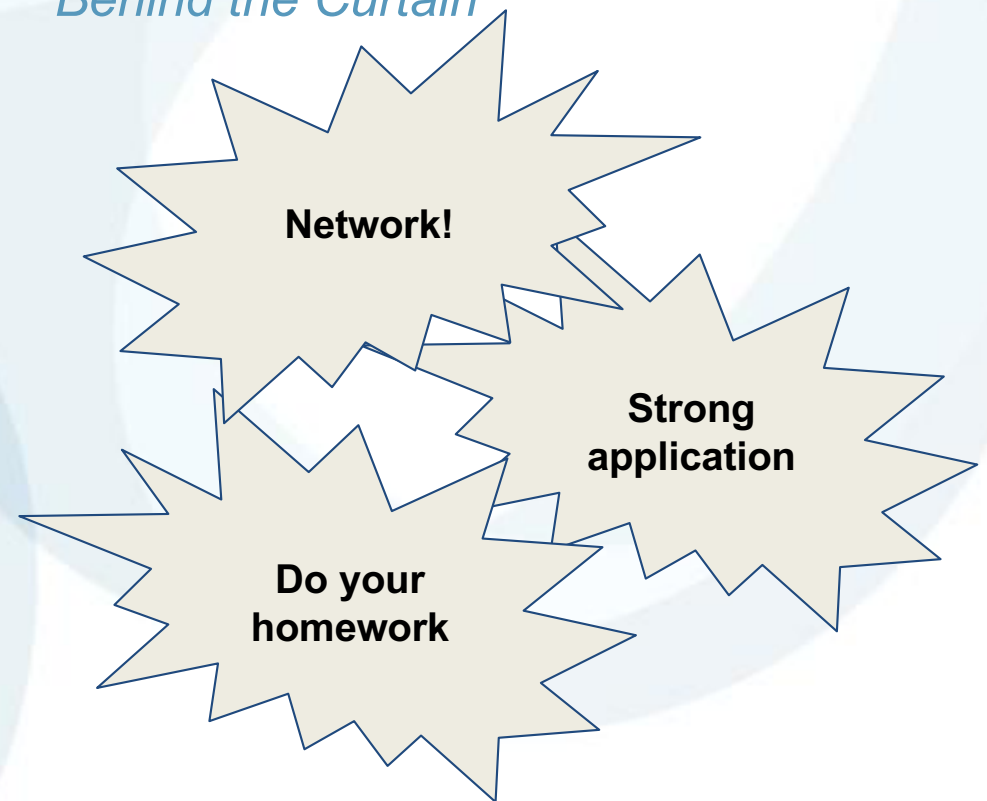 Behind the Curtain
Network!
Strong
application
Do your
homework